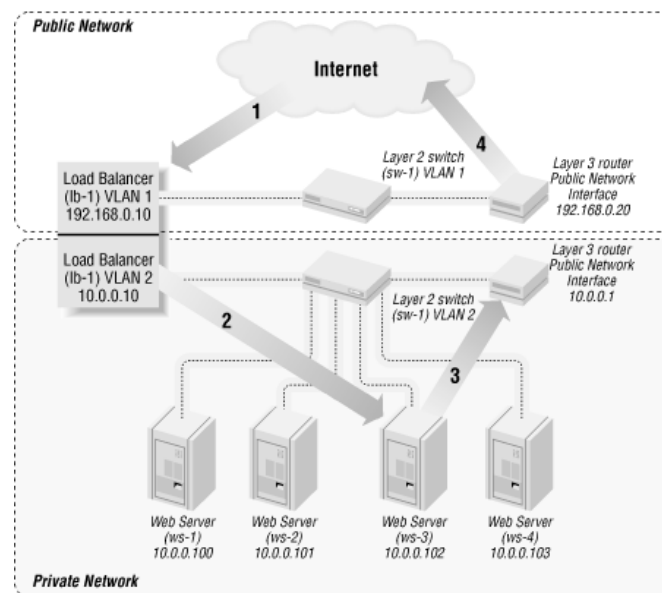 Public Network
Internet
1
4
Layer 2 switch
(sw-1) VLAN 1
Layer 3 router
Public Network
Interface
192.168.0.20
Load Balancer
(lb-1) VLAN 1
192.168.0.10
Load Balancer
(lb-1) VLAN 2
10.0.0.10
Layer 2 switch
(sw-1) VLAN 2
Layer 3 router
Public Network
Interface
10.0.0.1
2
3
Web Server
(ws-1)
10.0.0.100
Web Server
(ws-2)
10.0.0.101
Web Server
(ws-3)
10.0.0.102
Web Server
(ws-4)
10.0.0.103
Private Network